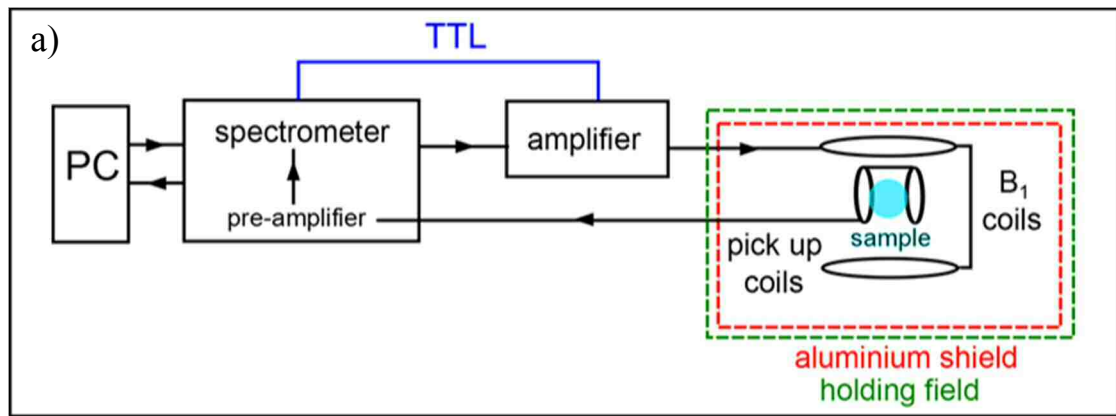 a)
TTL
PC
spectrometer
pre-amplifier
amplifier
B₁
coils
pick up
coils
sample
aluminium shield
holding field